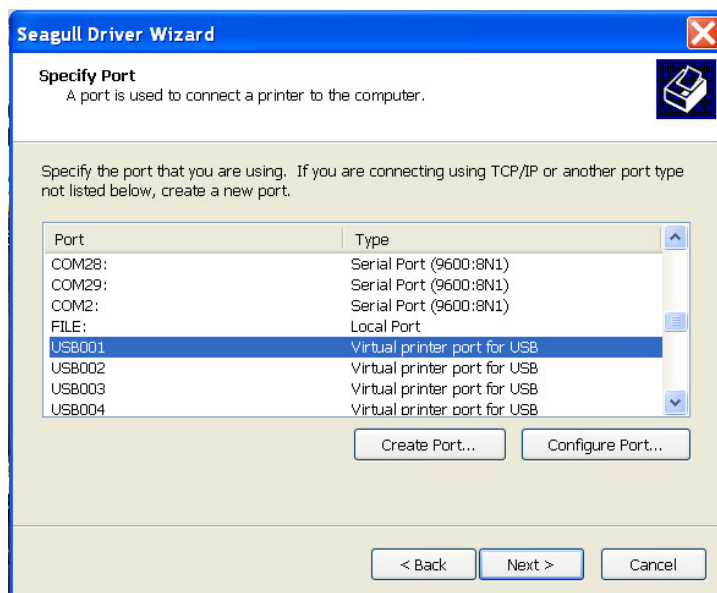 Seagull Driver Wizard
Specify Port
A port is used to connect a printer to the computer.
Specify the port that you are using. If you are connecting using TCP/IP or another port type
not listed below, create a new port.
Port Type
COM28: Serial Port (9600:8N1)
COM29: Serial Port (9600:8N1)
COM2: Serial Port (9600:8N1)
FILE: Local Port
USB001 Virtual printer port for USB
USB002 Virtual printer port for USB
USB003 Virtual printer port for USB
USB004 Virtual printer port for USB
Create Port... Configure Port...
< Back Next > Cancel